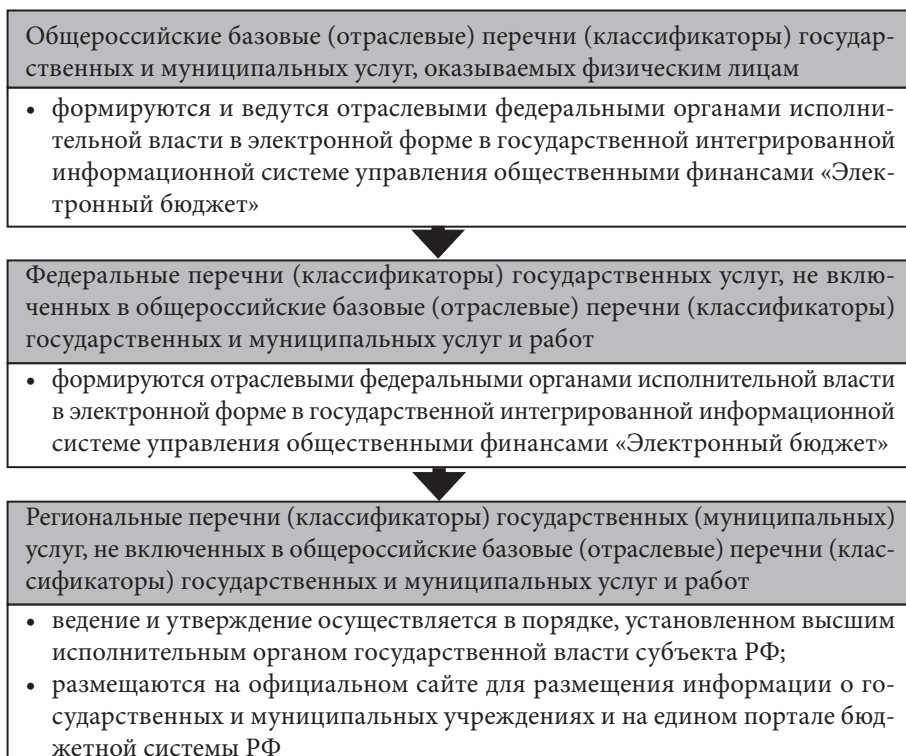 Общероссийские базовые (отраслевые) перечни (классификаторы) государ-
ственных и муниципальных услуг, оказываемых физическим лицам
• формируются и ведутся отраслевыми федеральными органами исполни-
тельной власти в электронной форме в государственной интегрированной
информационной системе управления общественными финансами «Элек-
тронный бюджет»
Федеральные перечни (классификаторы) государственных услуг, не вклю-
ченных в общероссийские базовые (отраслевые) перечни (классификаторы)
государственных и муниципальных услуг и работ
• формируются отраслевыми федеральными органами исполнительной власти
в электронной форме в государственной интегрированной информационной
системе управления общественными финансами «Электронный бюджет»
Региональные перечни (классификаторы) государственных (муниципальных)
услуг, не включенных в общероссийские базовые (отраслевые) перечни (клас-
сификаторы) государственных и муниципальных услуг и работ
• ведение и утверждение осуществляется в порядке, установленном высшим
исполнительным органом государственной власти субъекта РФ;
• размещаются на официальном сайте для размещения информации о го-
сударственных и муниципальных учреждениях и на едином портале бюд-
жетной системы РФ